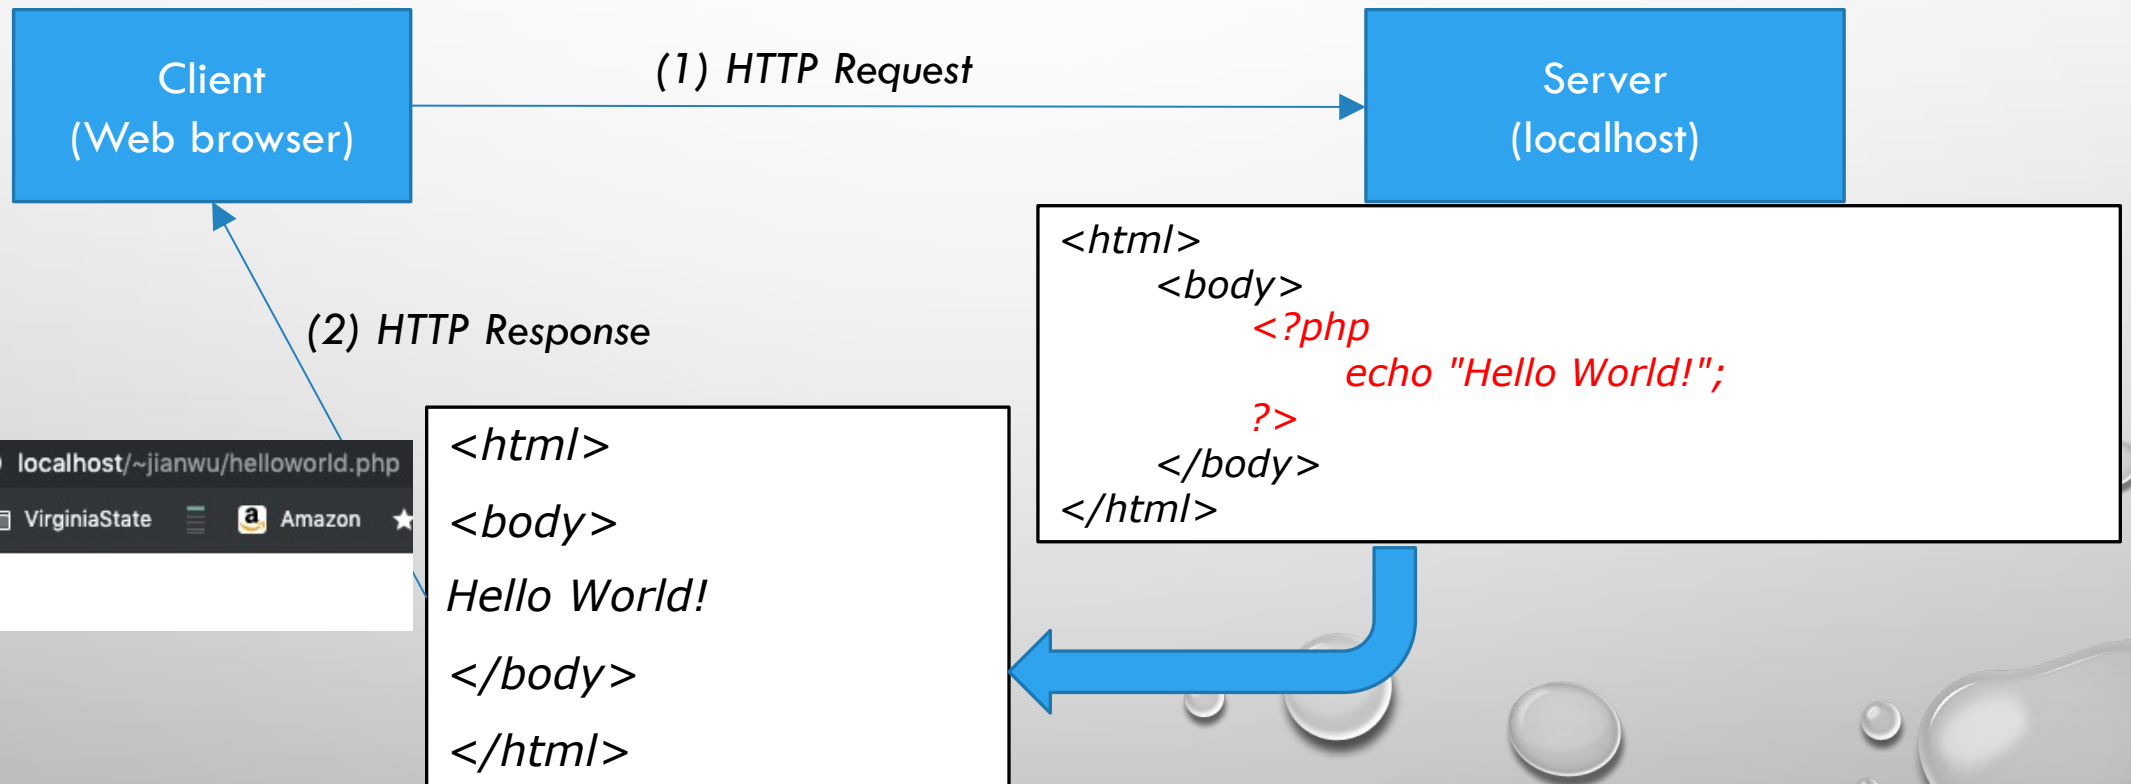 Client
(Web browser)
(1) HTTP Request
Server
(localhost)
(2) HTTP Response
<html>
<body>
<?php
echo "Hello World!";
?>
</body>
</html>
localhost/~jianwu/helloworld.php
VirginiaState
Amazon
<html>
<body>
Hello World!
</body>
</html>